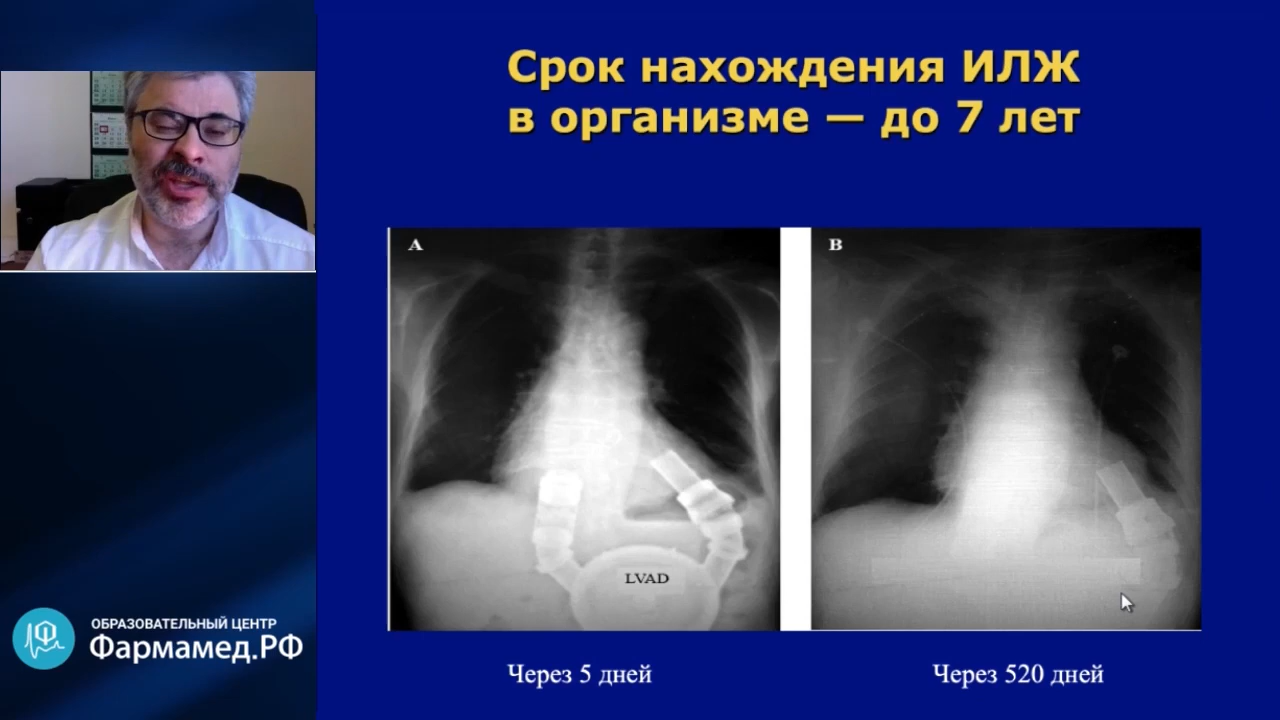 Срок нахождения ИЛЖ
в организме — до 7 лет
A
B
LVAD
Через 5 дней
Через 520 дней
ОБРАЗОВАТЕЛЬНЫЙ ЦЕНТР
Фармамед.РФ